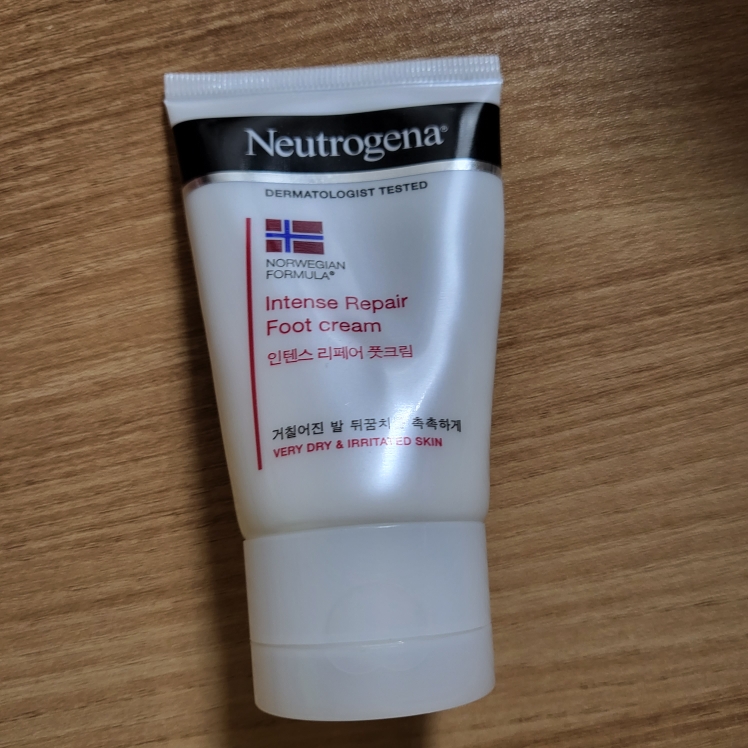 Neutrogena®
DERMATOLOGIST TESTED
NORWEGIAN
FORMULA®
Intense Repair
Foot cream
인텐스 리페어 풋크림
거칠어진 발 뒤꿈치 촉촉하게
VERY DRY & IRRITATED SKIN